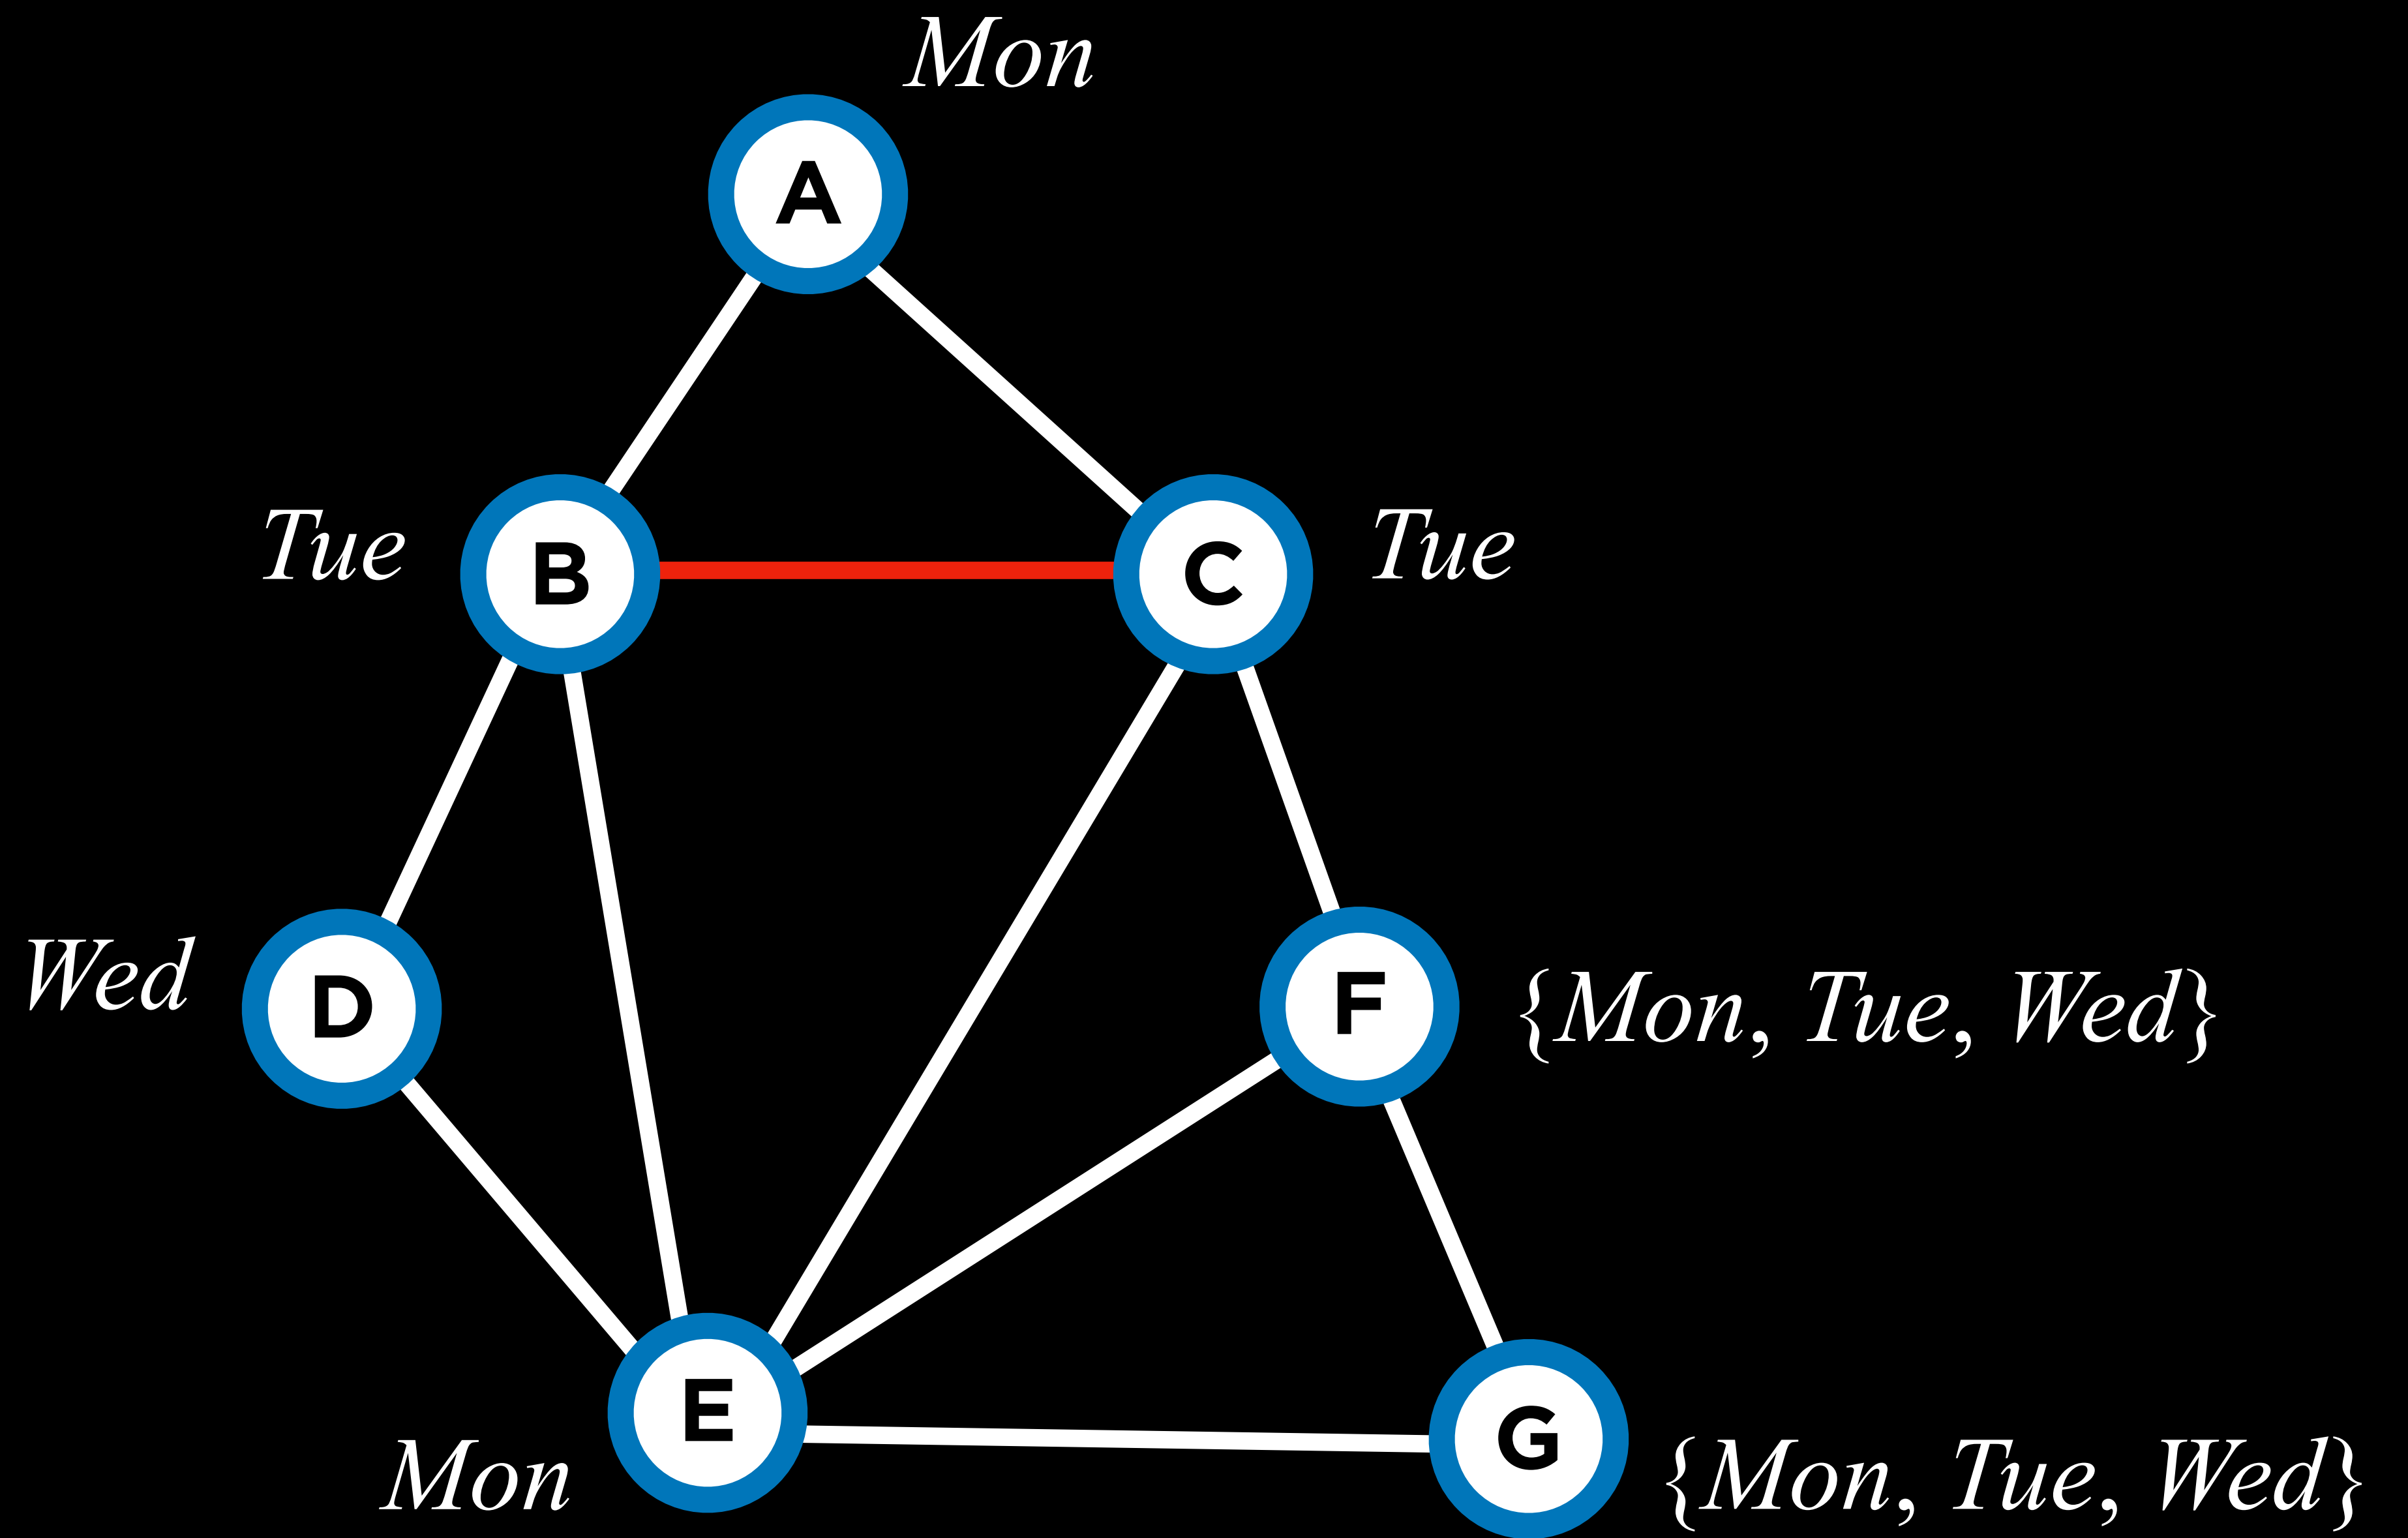 Mon
A
Tue
B
C
Tue
Wed
D
F
{Mon, Tue, Wed}
E
Mon
G
{Mon, Tue, Wed}